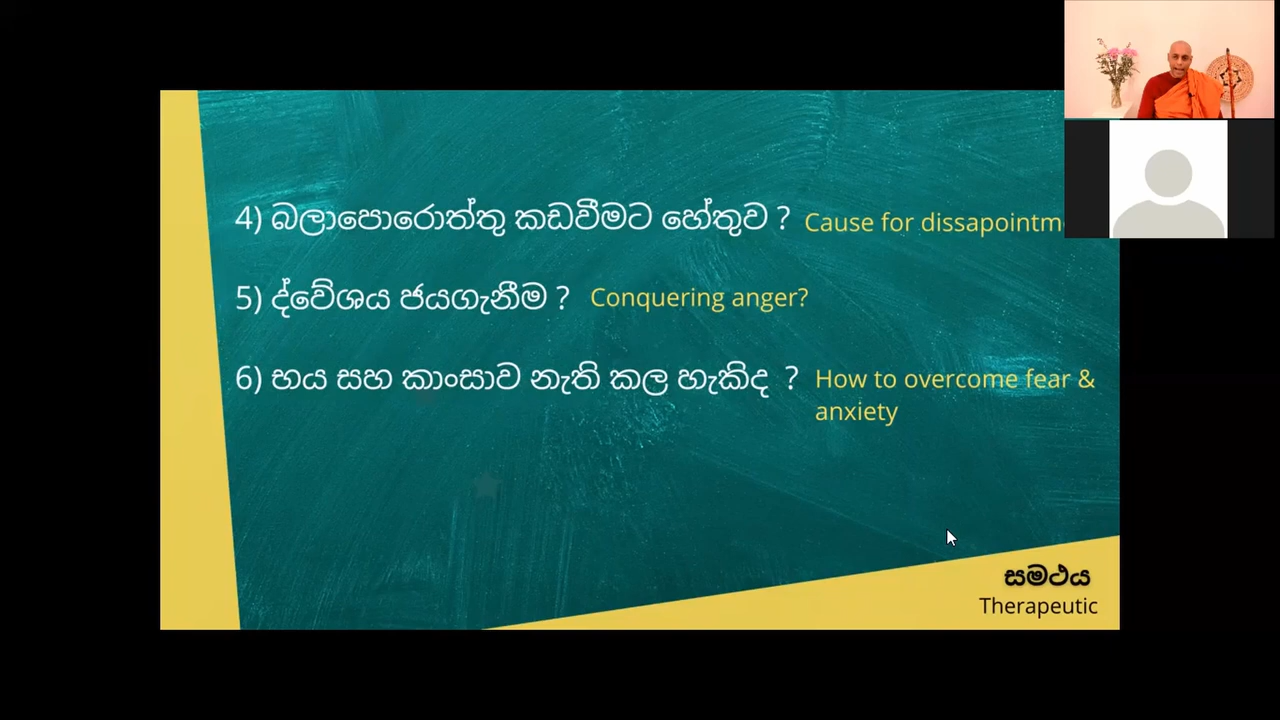 4) බලාපොරොත්තු කඩවීමට හේතුව ? Cause for
5) ද්වේශය ජයගැනීම ? Conquering anger?
6) භය සහ කාංසාව නැති කල හැකිද ? How to overcome fear &
anxiety
සමථය
Therapeutic